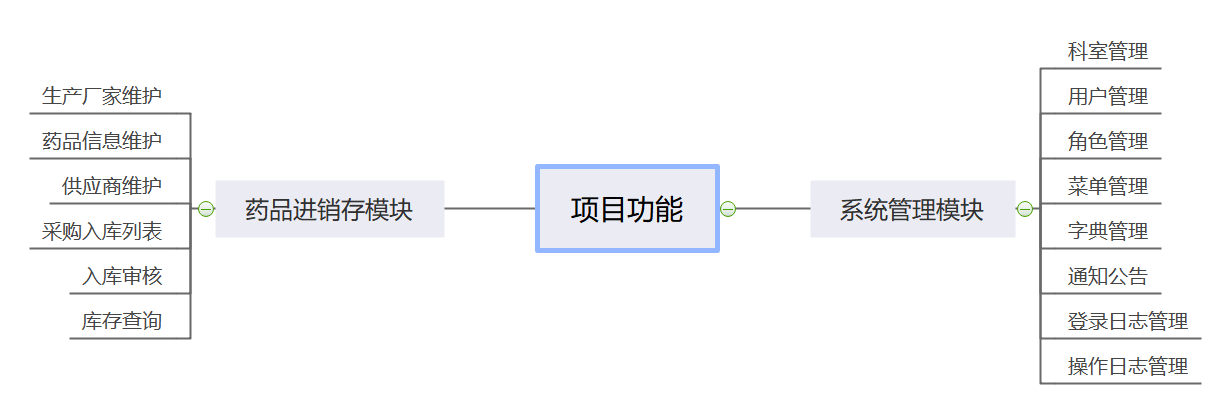 项目功能
药品进销存模块
生产厂家维护
药品信息维护
供应商维护
采购入库列表
入库审核
库存查询
系统管理模块
科室管理
用户管理
角色管理
菜单管理
字典管理
通知公告
登录日志管理
操作日志管理